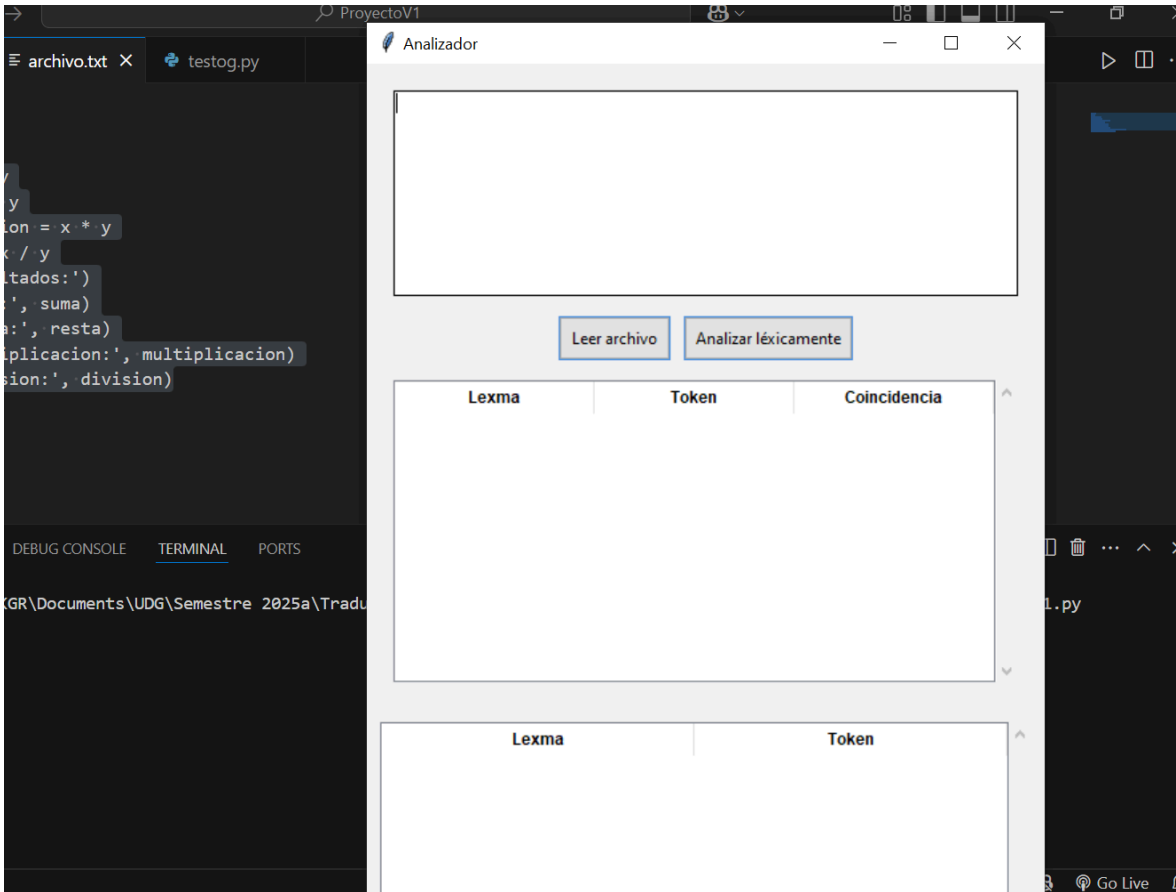 ProyectoV1
archivo.txt
testog.py
Analizador
y
y
ion = x * y
x / y
ltados:')
:', suma)
a:', resta)
iplicacion:', multiplicacion)
sion:', division)
Leer archivo
Analizar léxicamente
Lexma Token Coincidencia
DEBUG CONSOLE TERMINAL PORTS
KGR\Documents\UDG\Semestre 2025a\Tradu
1.py
Lexma Token
Go Live